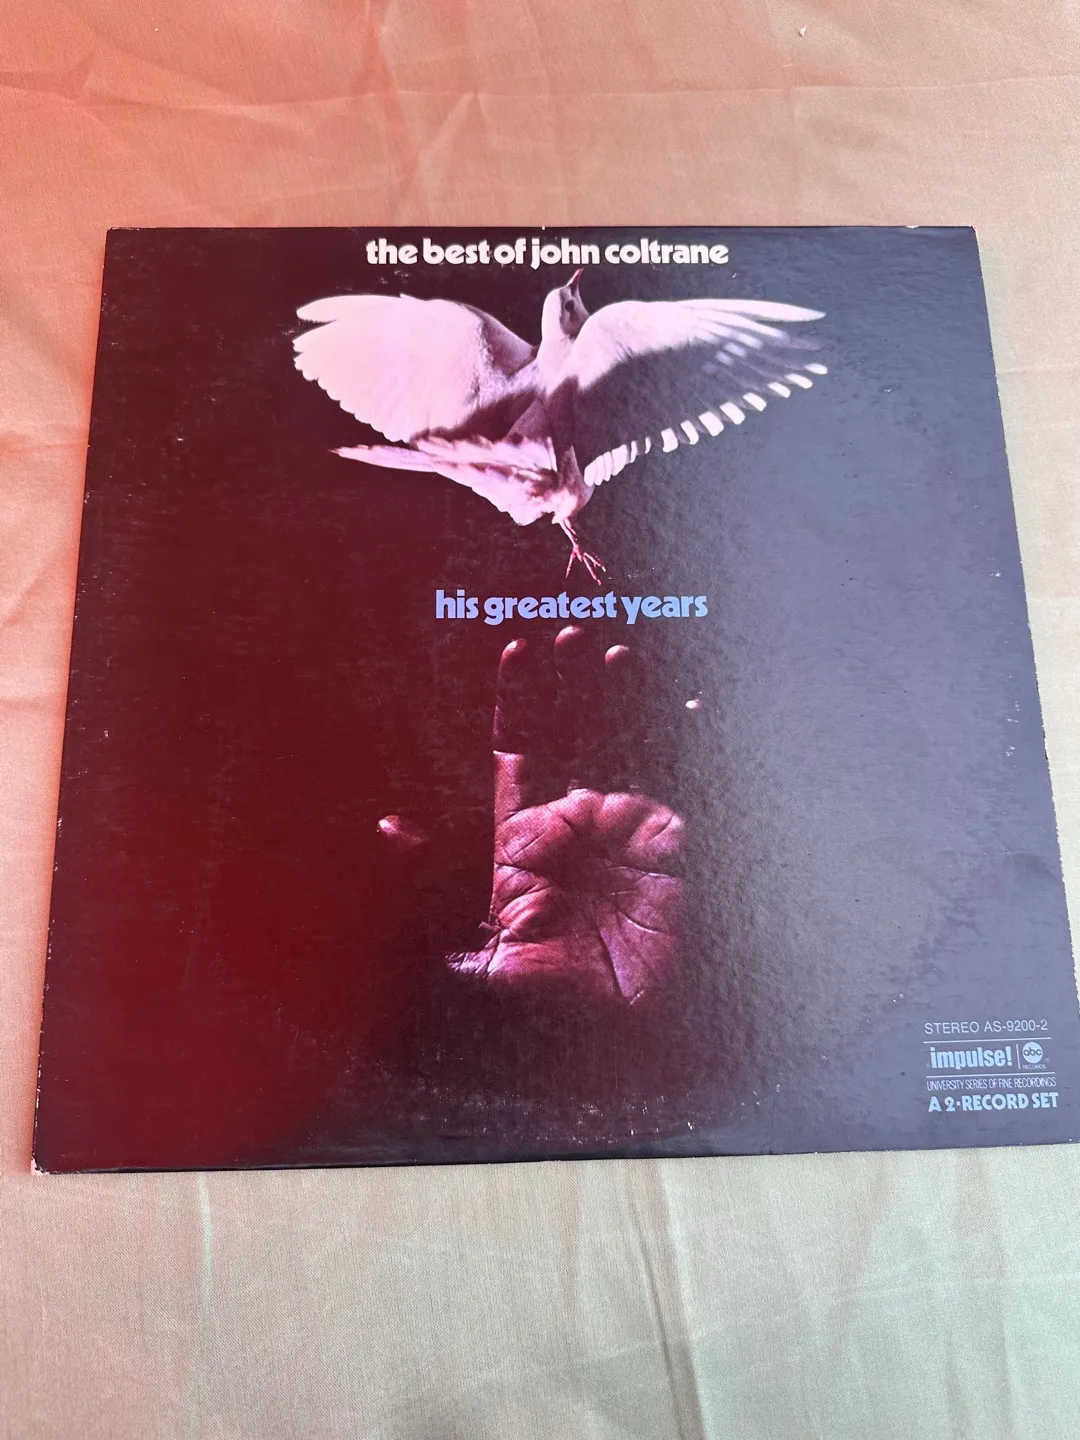 the best of john coltrane
his greatest years
STEREO AS-9200-2
impulse! abc
RECORDS
UNIVERSITY SERIES OF FINE RECORDINGS
A 2•RECORD SET